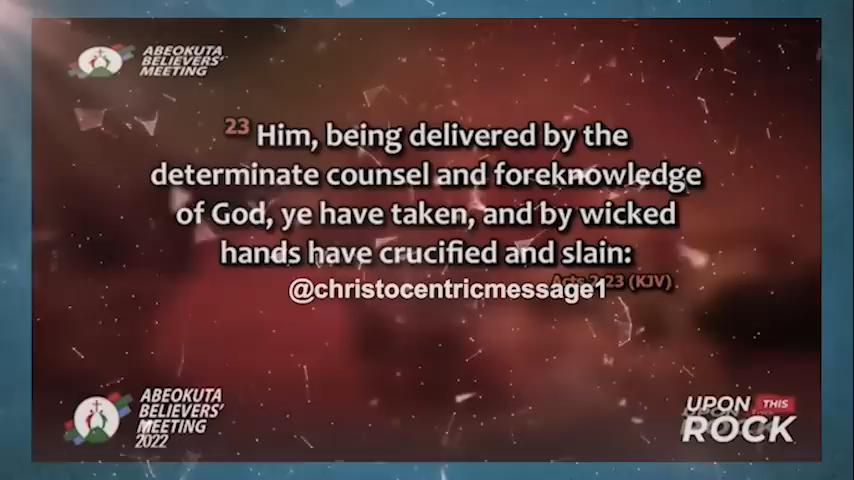 ABEOKUTA
BELIEVERS'
MEETING
23 Him, being delivered by the
determinate counsel and foreknowledge
of God, ye have taken, and by wicked
hands have crucified and slain:
Acts 2:23 (KJV)
@christocentricmessage1
ABEOKUTA
BELIEVERS'
MEETING
2022
UPON THIS
ROCK